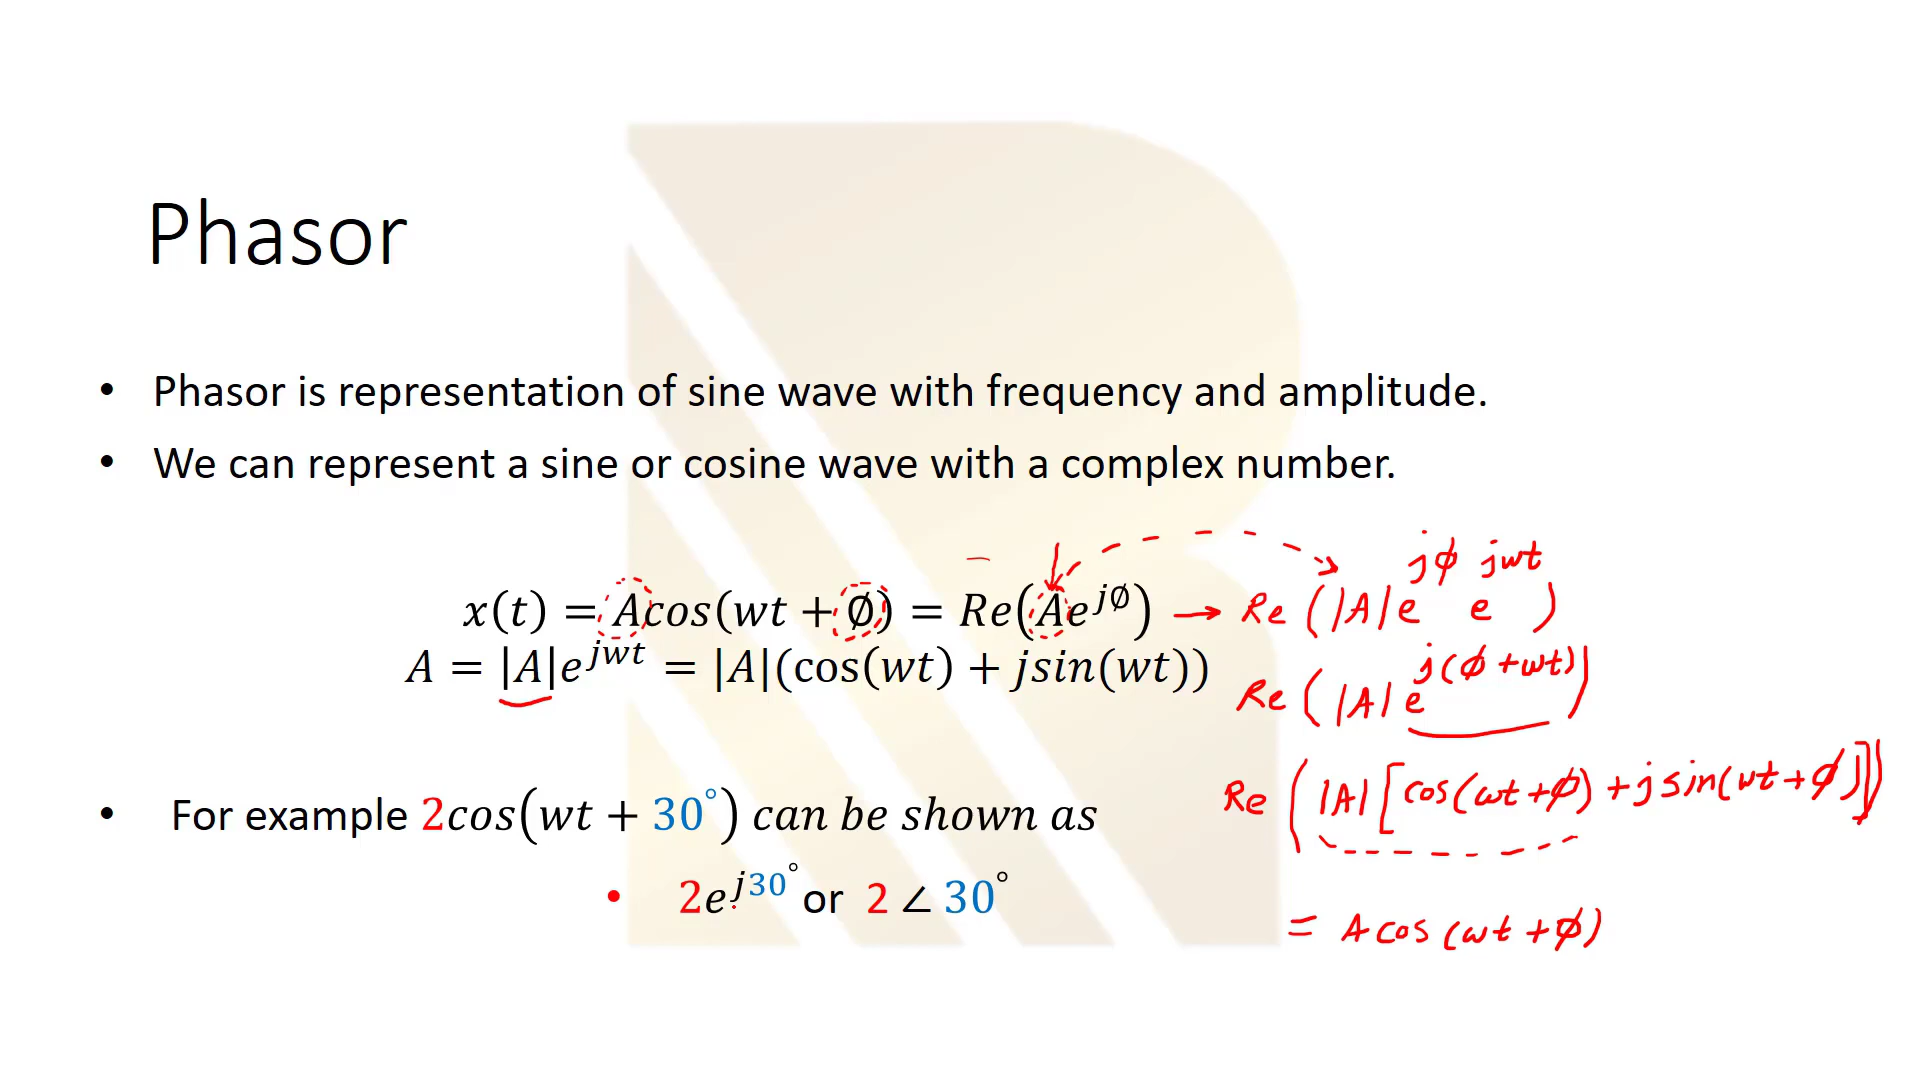 Phasor
• Phasor is representation of sine wave with frequency and amplitude.
• We can represent a sine or cosine wave with a complex number.
x(t) = Acos(wt + ∅) = Re(Ae^{j∅}) → Re(|A|e^{jϕ} e^{jwt})
A = |A|e^{jwt} = |A|(cos(wt) + jsin(wt))
Re(|A|e^{j(ϕ+wt)})
Re(|A|[cos(wt+ϕ)+jsin(wt+ϕ)])
• For example 2cos(wt + 30°) can be shown as
• 2e^{j30°} or 2 ∠ 30°
= Acos(wt+ϕ)